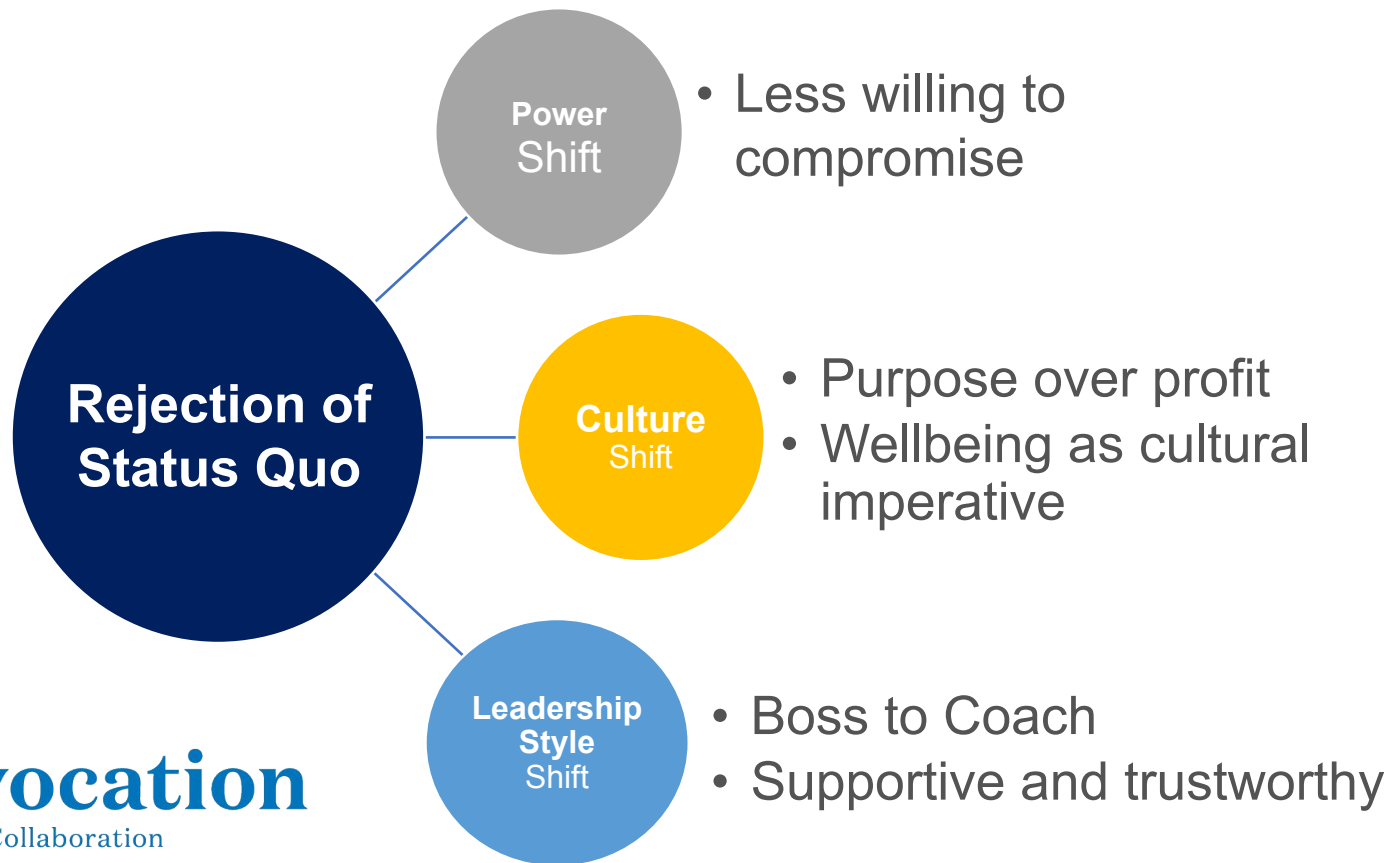 Power
Shift
• Less willing to
compromise
Rejection of
Status Quo
Culture
Shift
• Purpose over profit
• Wellbeing as cultural
imperative
Leadership
Style
Shift
• Boss to Coach
• Supportive and trustworthy
vocation
Collaboration